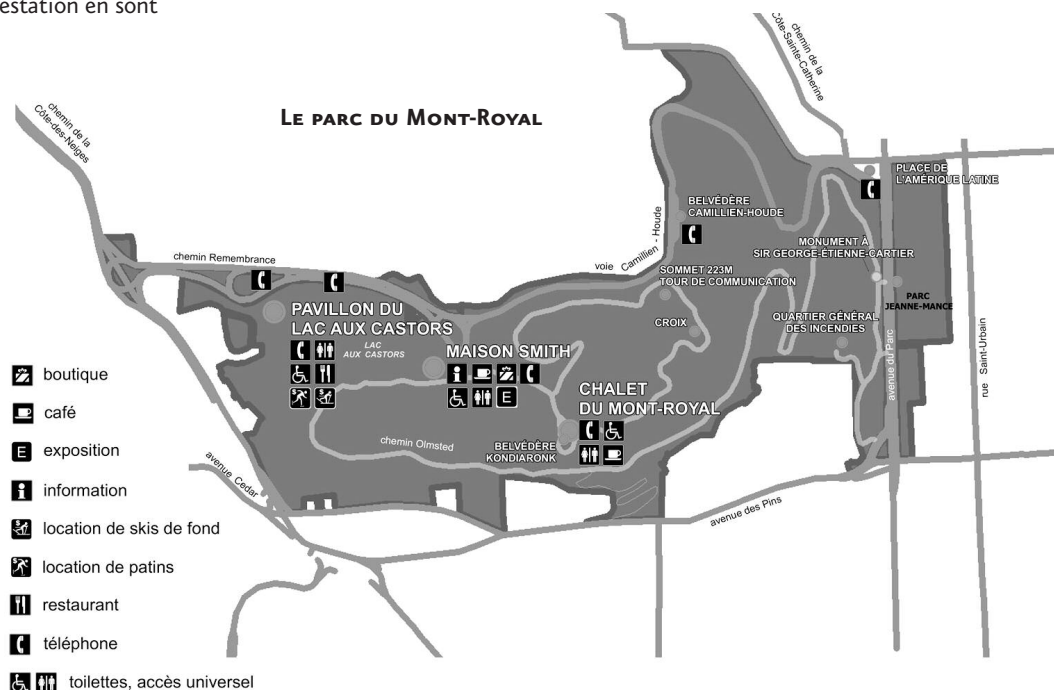 estation en sont
LE PARC DU MONT-ROYAL
chemin de la
Côte-Sainte-Catherine
chemin de la
Côte-des-Neiges
PLACE DE
L'AMÉRIQUE LATINE
BELVÉDÈRE
CAMILLIEN-HOUDE
MONUMENT À
SIR GEORGE-ÉTIENNE-CARTIER
chemin Remembrance
voie Camillien - Houde
SOMMET 223M
TOUR DE COMMUNICATION
PARC
JEANNE-MANCE
PAVILLON DU
LAC AUX CASTORS
LAC
AUX CASTORS
CROIX
QUARTIER GÉNÉRAL
DES INCENDIES
MAISON SMITH
E
CHALET
DU MONT-ROYAL
avenue du Parc
rue Saint-Urbain
chemin Olmsted
BELVÉDÈRE
KONDIARONK
avenue Cedar
avenue des Pins
boutique
café
E exposition
information
location de skis de fond
location de patins
restaurant
téléphone
toilettes, accès universel